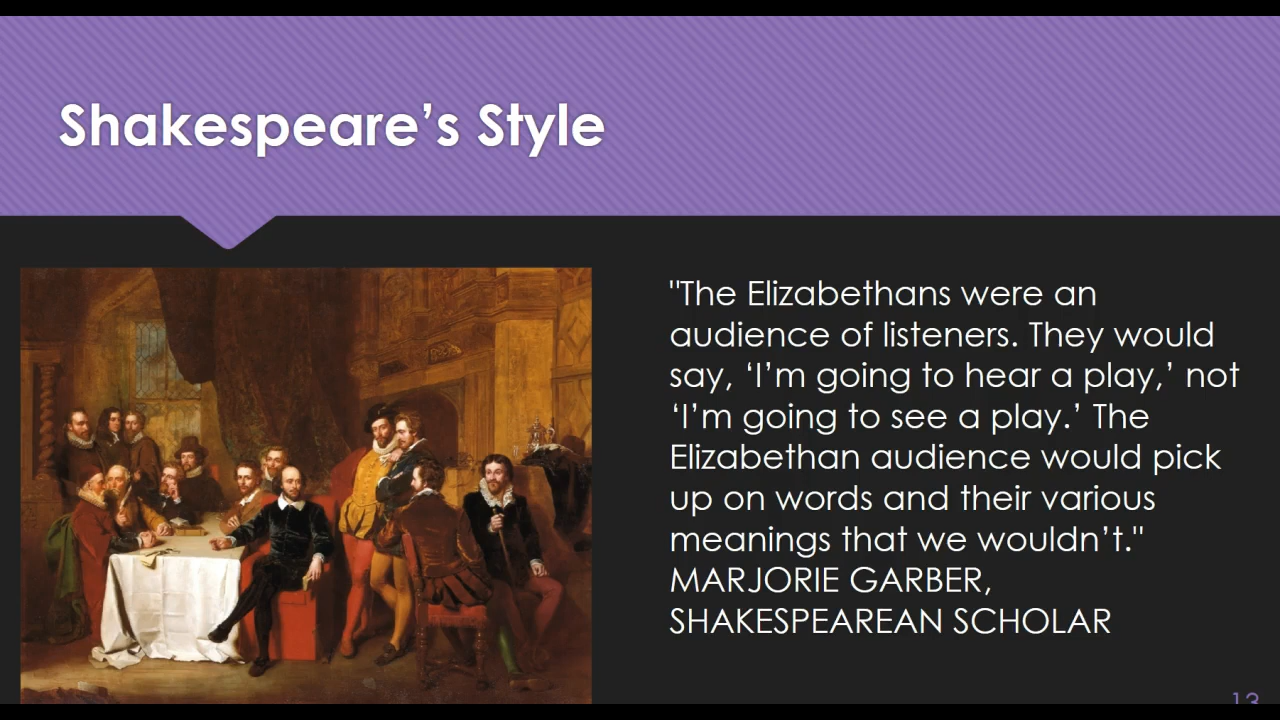 Shakespeare’s Style
"The Elizabethans were an
audience of listeners. They would
say, ‘I’m going to hear a play,’ not
‘I’m going to see a play.’ The
Elizabethan audience would pick
up on words and their various
meanings that we wouldn’t."
MARJORIE GARBER,
SHAKESPEAREAN SCHOLAR
13